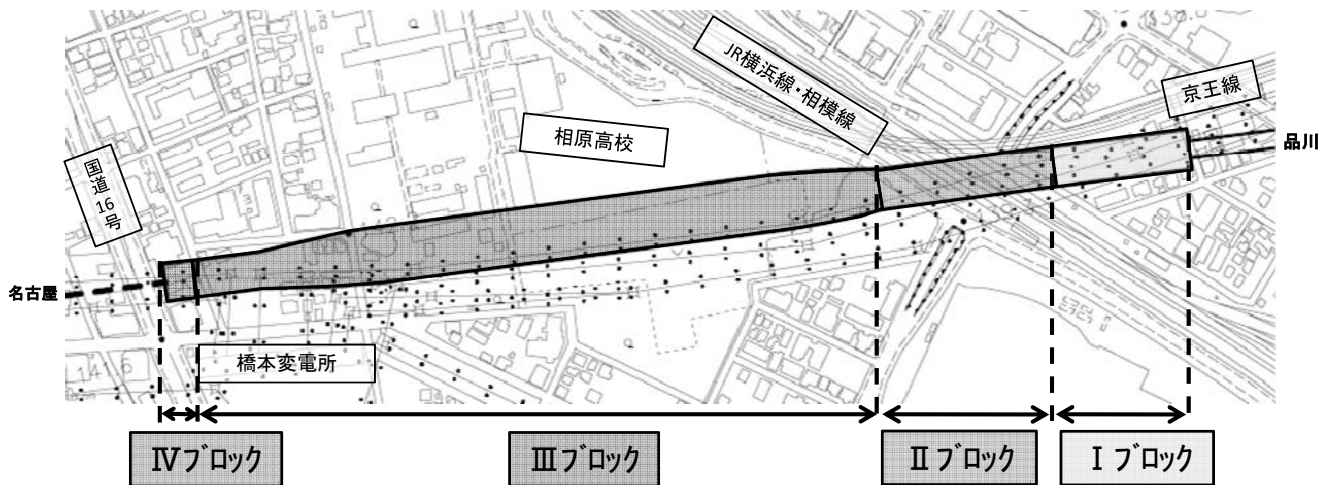 京王線
JR横浜線・相模線
相原高校
品川
国道16号
名古屋
橋本変電所
Ⅳブロック
Ⅲブロック
Ⅱブロック
Ⅰブロック